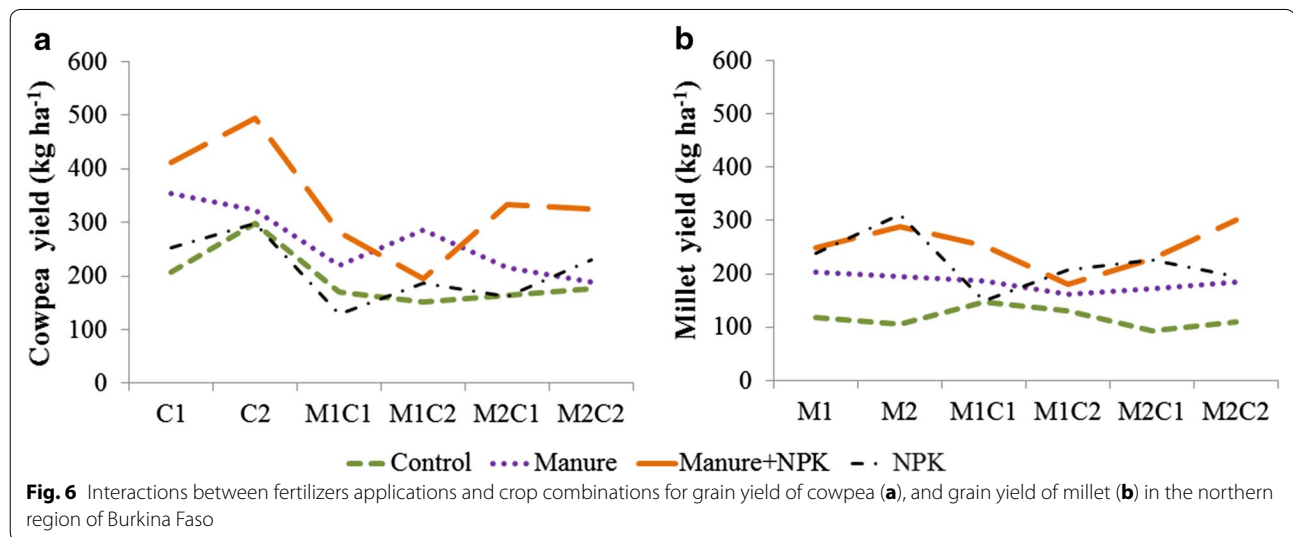 a
b
600
500
400
300
200
100
0
Cowpea yield (kg ha⁻¹)
C1 C2 M1C1 M1C2 M2C1 M2C2
600
500
400
300
200
100
0
Millet yield (kg ha⁻¹)
M1 M2 M1C1 M1C2 M2C1 M2C2
Control Manure Manure+NPK NPK
Fig. 6 Interactions between fertilizers applications and crop combinations for grain yield of cowpea (a), and grain yield of millet (b) in the northern
region of Burkina Faso